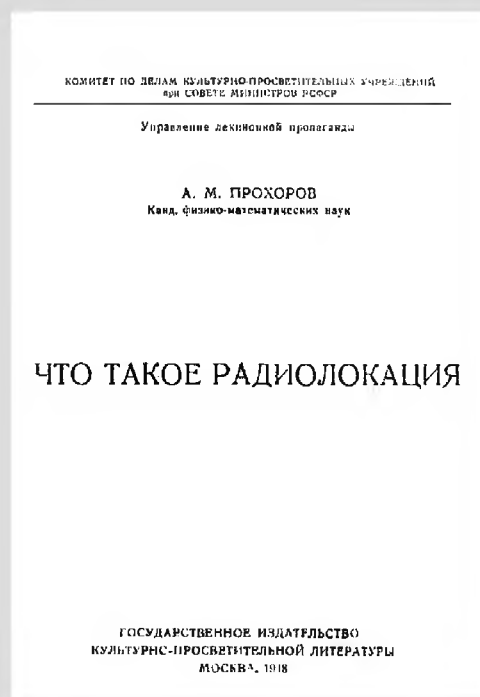 КОМИТЕТ ПО ДЕЛАМ КУЛЬТУРНО-ПРОСВЕТИТЕЛЬНЫХ УЧРЕЖДЕНИЙ
при СОВЕТЕ МИНИСТРОВ РСФСР
Управление лекционной пропаганды
А. М. ПРОХОРОВ
Канд. физико-математических наук
ЧТО ТАКОЕ РАДИОЛОКАЦИЯ
ГОСУДАРСТВЕННОЕ ИЗДАТЕЛЬСТВО
КУЛЬТУРНО-ПРОСВЕТИТЕЛЬНОЙ ЛИТЕРАТУРЫ
МОСКВА, 1948